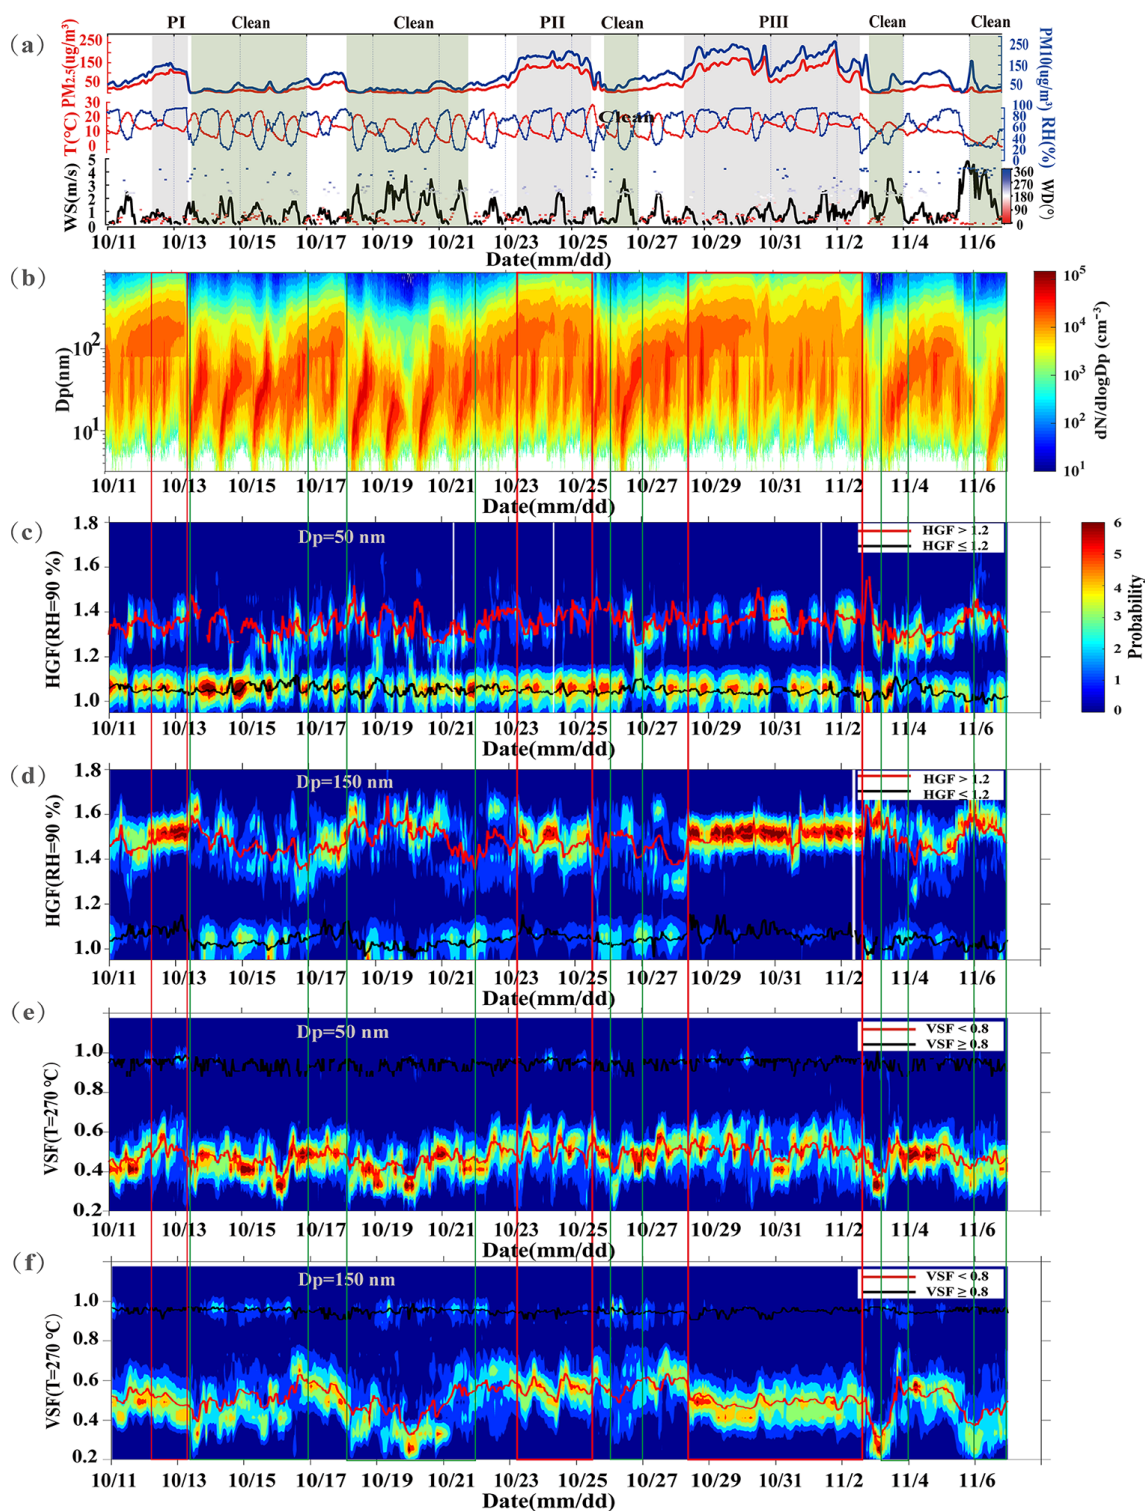 PI Clean Clean PII Clean PIII Clean Clean
(a)
PM2.5(ug/m³)
250
150
50
PM10(ug/m³)
250
150
50
T(°C)
30
20
10
0
Clean
RH(%)
100
80
60
40
20
0
WS(m/s)
5
4
3
2
1
0
WD(°)
360
270
180
90
0
10/11 10/13 10/15 10/17 10/19 10/21 10/23 10/25 10/27 10/29 10/31 11/2 11/4 11/6
Date(mm/dd)
(b)
Dp(nm)
10²
10¹
dN/dlogDp (cm⁻³)
10⁵
10⁴
10³
10²
10¹
10/11 10/13 10/15 10/17 10/19 10/21 10/23 10/25 10/27 10/29 10/31 11/2 11/4 11/6
Date(mm/dd)
(c)
Dp=50 nm
HGF > 1.2
HGF ≤ 1.2
HGF(RH=90 %)
1.8
1.6
1.4
1.2
1.0
Probability
6
5
4
3
2
1
0
10/11 10/13 10/15 10/17 10/19 10/21 10/23 10/25 10/27 10/29 10/31 11/2 11/4 11/6
Date(mm/dd)
(d)
Dp=150 nm
HGF > 1.2
HGF ≤ 1.2
HGF(RH=90 %)
1.8
1.6
1.4
1.2
1.0
10/11 10/13 10/15 10/17 10/19 10/21 10/23 10/25 10/27 10/29 10/31 11/2 11/4 11/6
Date(mm/dd)
(e)
Dp=50 nm
VSF < 0.8
VSF ≥ 0.8
VSF(T=270 °C)
1.0
0.8
0.6
0.4
0.2
10/11 10/13 10/15 10/17 10/19 10/21 10/23 10/25 10/27 10/29 10/31 11/2 11/4 11/6
Date(mm/dd)
(f)
Dp=150 nm
VSF < 0.8
VSF ≥ 0.8
VSF(T=270 °C)
1.0
0.8
0.6
0.4
0.2
10/11 10/13 10/15 10/17 10/19 10/21 10/23 10/25 10/27 10/29 10/31 11/2 11/4 11/6
Date(mm/dd)